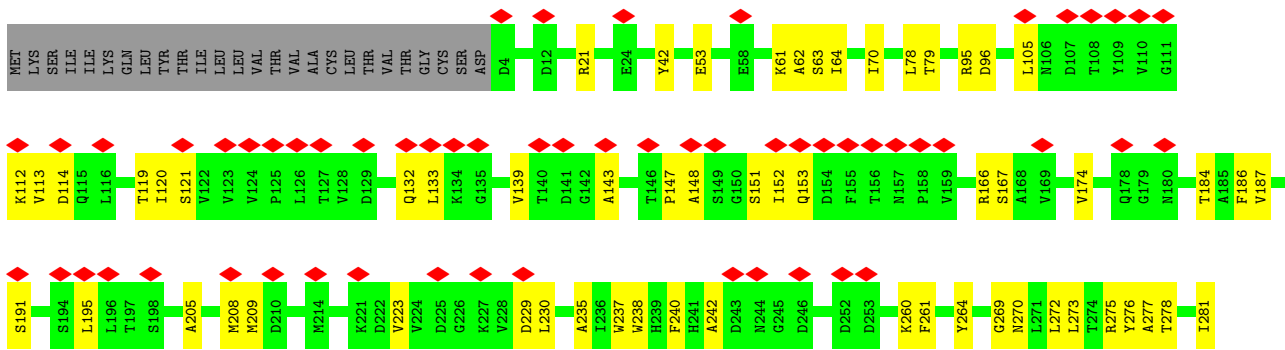 MET LYS SER ILE ILE LYS GLN LEU TYR THR ILE LEU LEU VAL THR VAL ALA CYS LEU THR VAL THR GLY CYS SER ASP D4 D12 R21 E24 Y42 E53 E58 K61 A62 S63 I64 I70 L78 T79 R95 D96 L105 N106 D107 T108 Y109 V110 G111
K112 V113 D114 Q115 L116 T119 I120 S121 V122 V123 V124 P125 L126 T127 V128 D129 Q132 L133 K134 G135 V139 T140 D141 G142 A143 T146 P147 A148 S149 G150 S151 I152 Q153 D154 F155 T156 N157 P158 V159 R166 S167 A168 V169 V174 Q178 G179 N180 T184 A185 F186 V187
S191 S194 L195 L196 T197 S198 A205 M208 M209 D210 M214 K221 D222 V223 V224 D225 G226 K227 V228 D229 L230 A235 I236 W237 W238 H239 F240 H241 A242 D243 N244 G245 D246 D252 D253 K260 F261 Y264 G269 N270 L271 L272 L273 T274 R275 Y276 A277 T278 I281